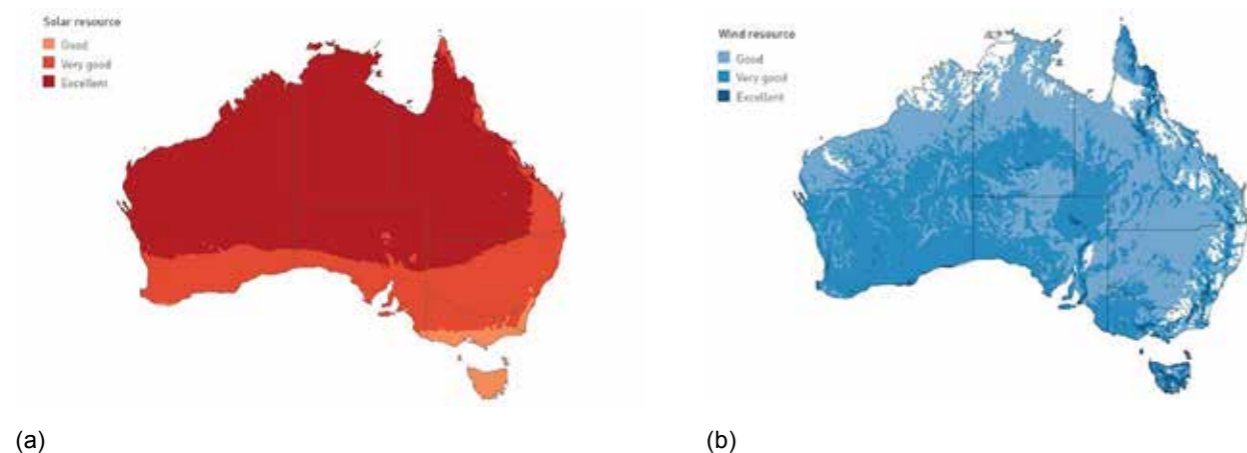 Solar resource
Good
Very good
Excellent
Wind resource
Good
Very good
Excellent
(a)
(b)